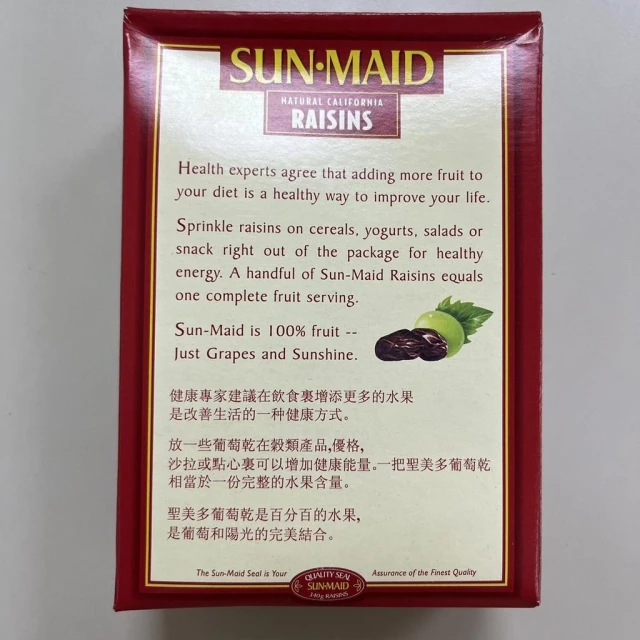 SUN•MAID
NATURAL CALIFORNIA
RAISINS
Health experts agree that adding more fruit to
your diet is a healthy way to improve your life.
Sprinkle raisins on cereals, yogurts, salads or
snack right out of the package for healthy
energy. A handful of Sun-Maid Raisins equals
one complete fruit serving.
Sun-Maid is 100% fruit --
Just Grapes and Sunshine.
健康專家建議在飲食裏增添更多的水果
是改善生活的一种健康方式。
放一些葡萄乾在穀類產品,優格,
沙拉或點心裏可以增加健康能量。一把聖美多葡萄乾
相當於一份完整的水果含量。
聖美多葡萄乾是百分百的水果,
是葡萄和陽光的完美結合。
The Sun-Maid Seal is Your
QUALITY SEAL
SUN•MAID
140g RAISINS
Assurance of the Finest Quality